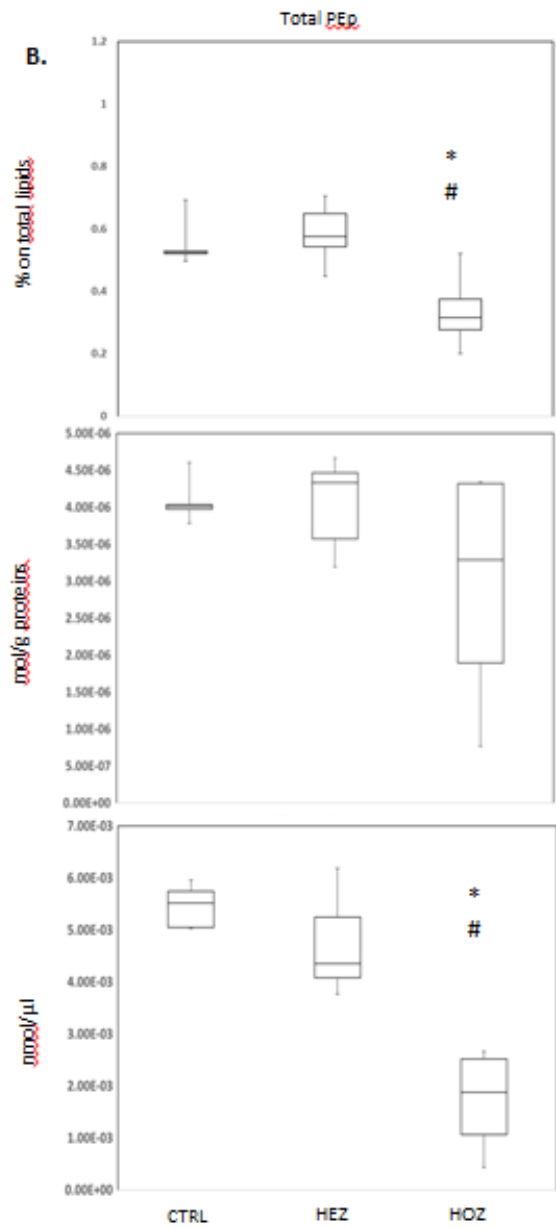 Total PEp
B.
% on total lipids
1.2
1
0.8
0.6
0.4
0.2
0
*
#
mol/g proteins
5.00E-06
4.50E-06
4.00E-06
3.50E-06
3.00E-06
2.50E-06
2.00E-06
1.50E-06
1.00E-06
5.00E-07
0.00E+00
nmol/µl
7.00E-03
6.00E-03
5.00E-03
4.00E-03
3.00E-03
2.00E-03
1.00E-03
0.00E+00
*
#
CTRL HEZ HOZ